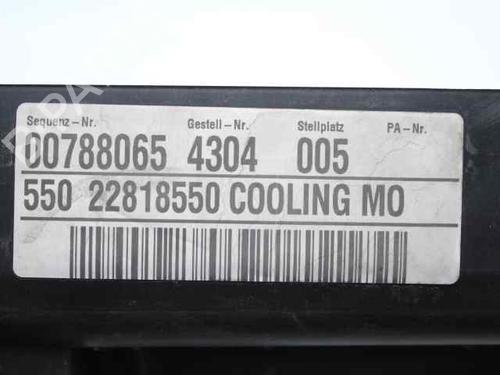 Sequenz–Nr. Gestell–Nr. Stellplatz PA–Nr.
00788065 4304 005
550 22818550 COOLING MO